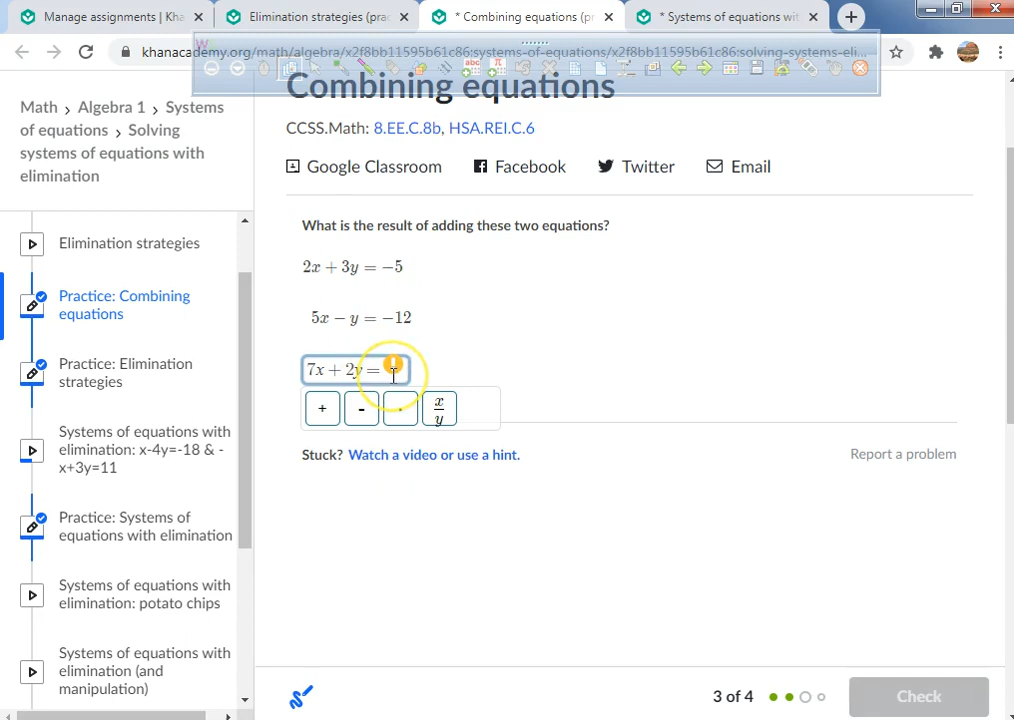 Manage assignments | Kha
Elimination strategies (prac
* Combining equations (pr
* Systems of equations wit
khanacademy.org/math/algebra/x2f8bb11595b61c86:systems-of-equations/x2f8bb11595b61c86:solving-systems-eli...
Math > Algebra 1 > Systems
of equations > Solving
systems of equations with
elimination
Elimination strategies
Practice: Combining
equations
Practice: Elimination
strategies
Systems of equations with
elimination: x-4y=-18 & -
x+3y=11
Practice: Systems of
equations with elimination
Systems of equations with
elimination: potato chips
Systems of equations with
elimination (and
manipulation)
Combining equations
CCSS.Math: 8.EE.C.8b, HSA.REI.C.6
Google Classroom Facebook Twitter Email
What is the result of adding these two equations?
2x + 3y = −5
5x − y = −12
7x + 2y =
+ - · x/y
Stuck? Watch a video or use a hint.
Report a problem
3 of 4
Check